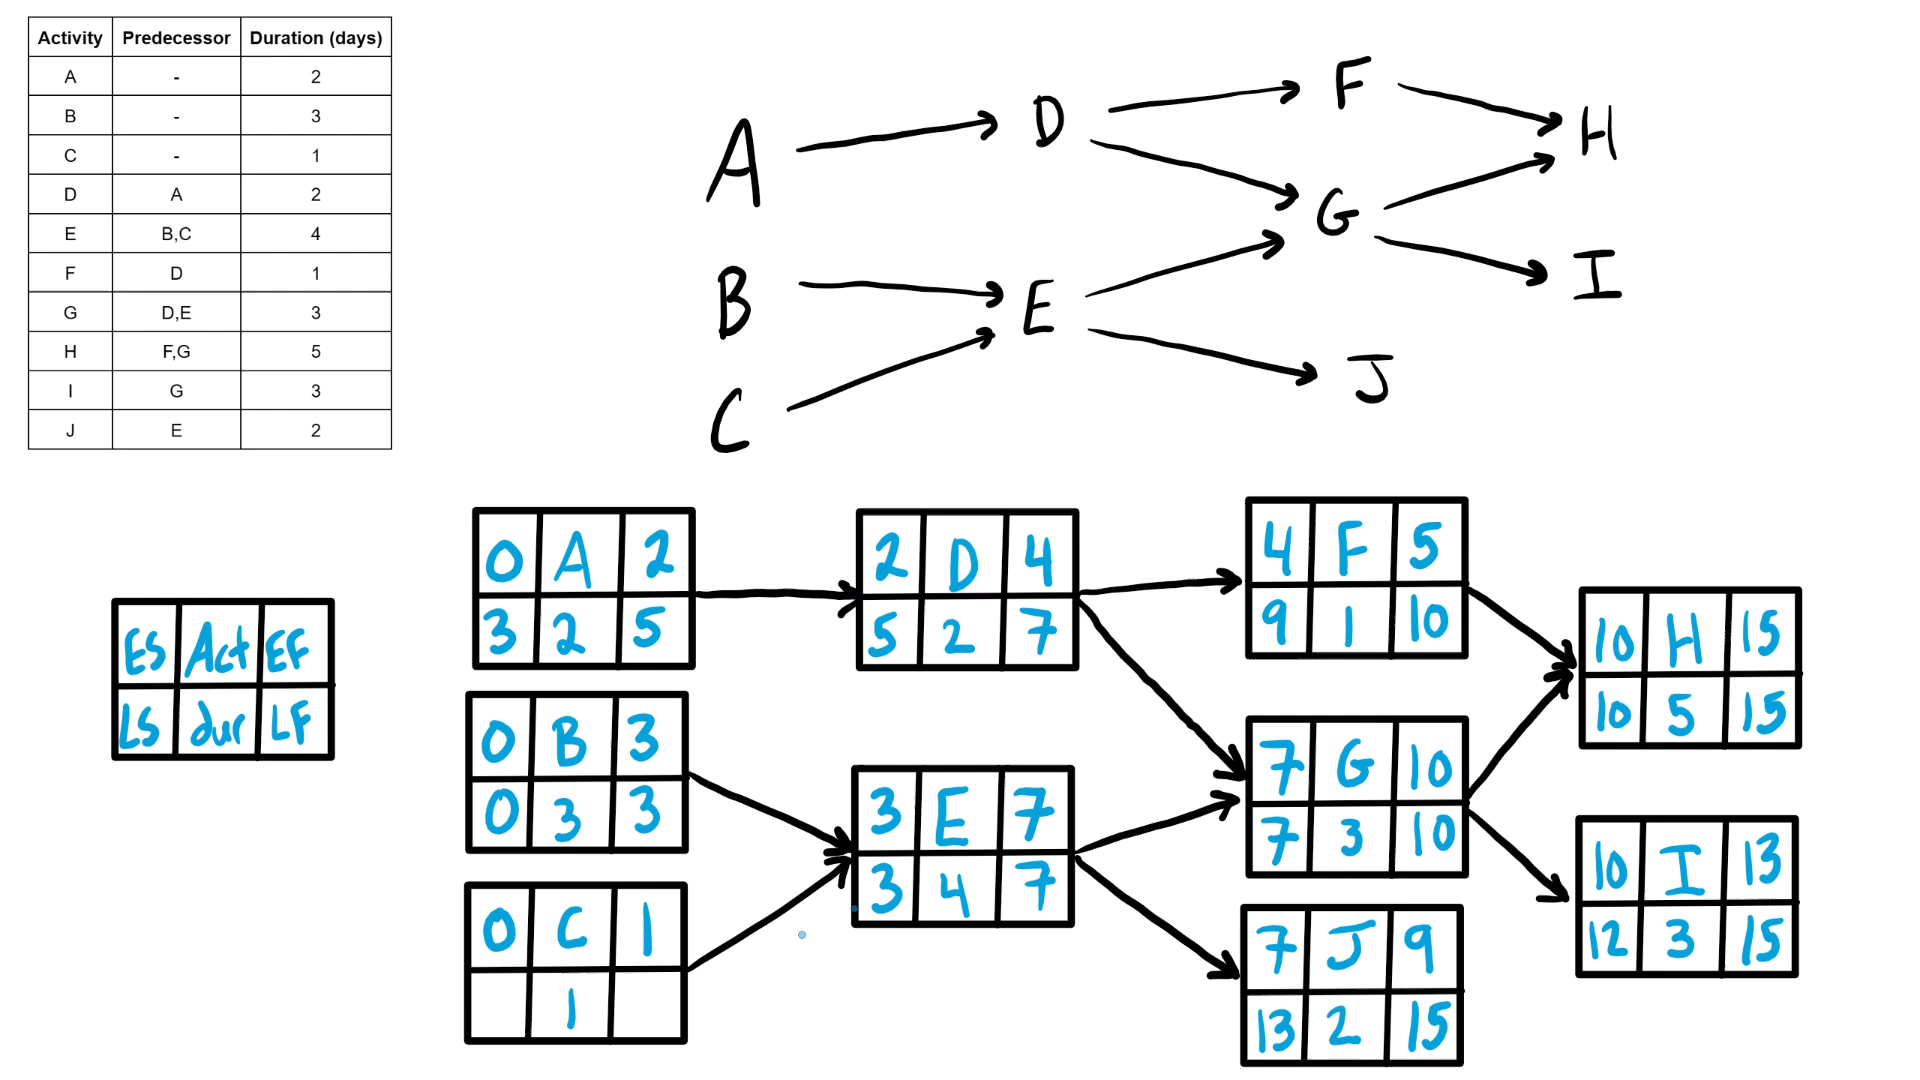 Activity Predecessor Duration (days)
A - 2
B - 3
C - 1
D A 2
E B,C 4
F D 1
G D,E 3
H F,G 5
I G 3
J E 2
A D F H
B E G I
C J
ES Act EF
LS dur LF
0 A 2
3 2 5
0 B 3
0 3 3
0 C 1
1
2 D 4
5 2 7
3 E 7
3 4 7
4 F 5
9 1 10
7 G 10
7 3 10
7 J 9
13 2 15
10 H 15
10 5 15
10 I 13
12 3 15